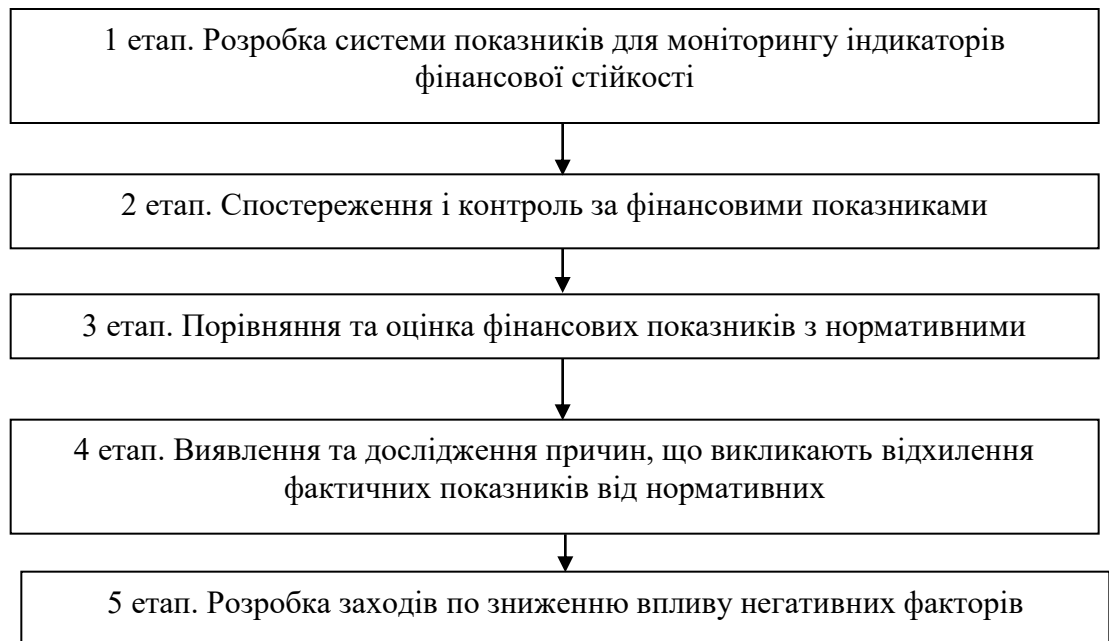 1 етап. Розробка системи показників для моніторингу індикаторів
фінансової стійкості
2 етап. Спостереження і контроль за фінансовими показниками
3 етап. Порівняння та оцінка фінансових показників з нормативними
4 етап. Виявлення та дослідження причин, що викликають відхилення
фактичних показників від нормативних
5 етап. Розробка заходів по зниженню впливу негативних факторів